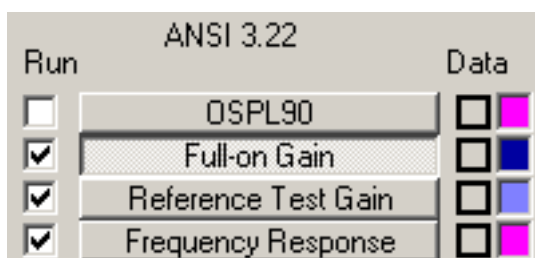 ANSI 3.22
Run Data
OSPL90
Full-on Gain
Reference Test Gain
Frequency Response